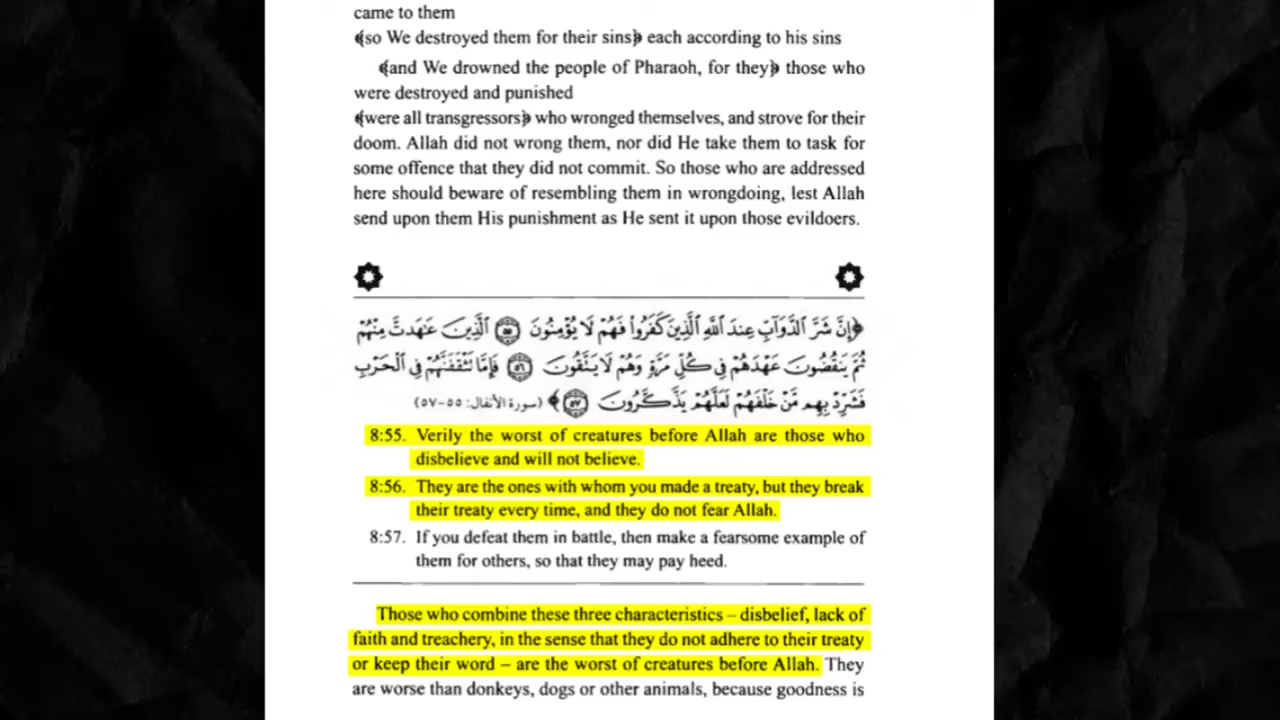 came to them
﴾so We destroyed them for their sins﴿ each according to his sins
﴾and We drowned the people of Pharaoh, for they﴿ those who
were destroyed and punished
﴾were all transgressors﴿ who wronged themselves, and strove for their
doom. Allah did not wrong them, nor did He take them to task for
some offence that they did not commit. So those who are addressed
here should beware of resembling them in wrongdoing, lest Allah
send upon them His punishment as He sent it upon those evildoers.
﴿إِنَّ شَرَّ ٱلدَّوَآبِّ عِندَ ٱللَّهِ ٱلَّذِينَ كَفَرُواْ فَهُمْ لَا يُؤْمِنُونَ ٥٥ ٱلَّذِينَ عَٰهَدتَّ مِنْهُمْ
ثُمَّ يَنقُضُونَ عَهْدَهُمْ فِي كُلِّ مَرَّةٍ وَهُمْ لَا يَتَّقُونَ ٥٦ فَإِمَّا تَثْقَفَنَّهُمْ فِي ٱلْحَرْبِ
فَشَرِّدْ بِهِم مَّنْ خَلْفَهُمْ لَعَلَّهُمْ يَذَّكَّرُونَ ٥٧﴾ (سورة الأنفال: ٥٥-٥٧)
8:55. Verily the worst of creatures before Allah are those who
disbelieve and will not believe.
8:56. They are the ones with whom you made a treaty, but they break
their treaty every time, and they do not fear Allah.
8:57. If you defeat them in battle, then make a fearsome example of
them for others, so that they may pay heed.
Those who combine these three characteristics – disbelief, lack of
faith and treachery, in the sense that they do not adhere to their treaty
or keep their word – are the worst of creatures before Allah. They
are worse than donkeys, dogs or other animals, because goodness is